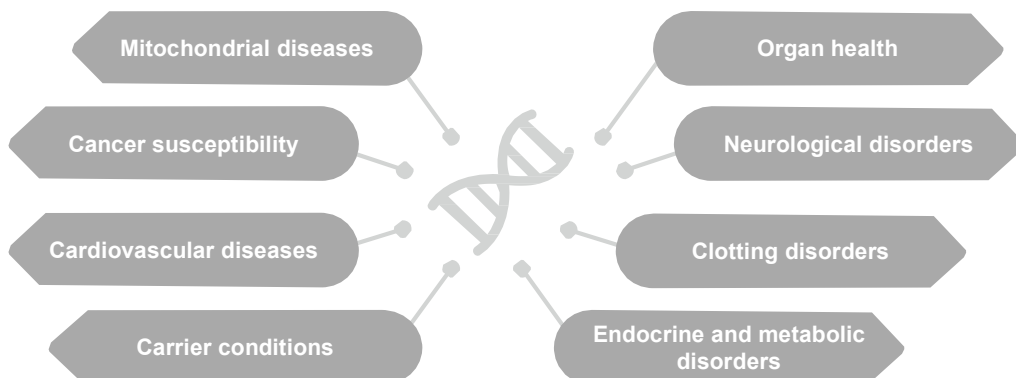 Mitochondrial diseases
Organ health
Cancer susceptibility
Neurological disorders
Cardiovascular diseases
Clotting disorders
Carrier conditions
Endocrine and metabolic
disorders